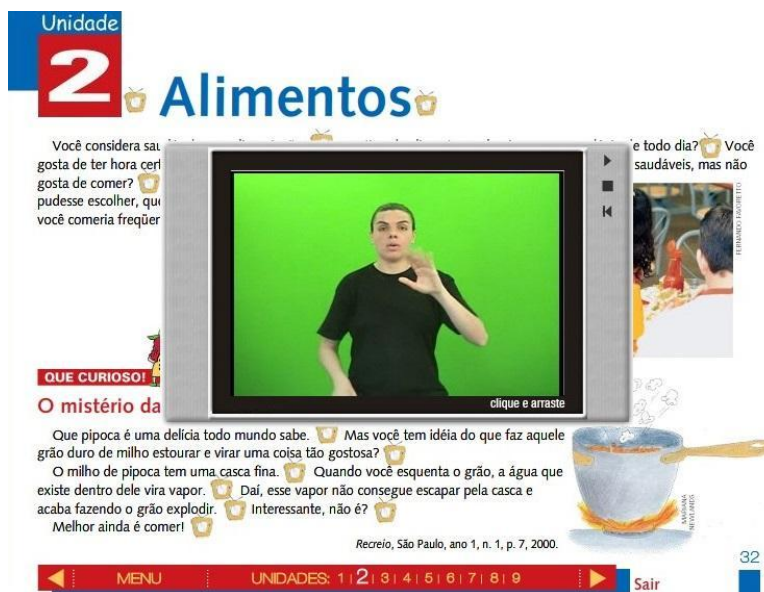 Unidade
2 Alimentos
Você considera sau de todo dia? Você
gosta de ter hora cert saudáveis, mas não
gosta de comer?
pudesse escolher, que
você comeria freqüen
FERNANDO FAVORETTO
clique e arraste
QUE CURIOSO!
O mistério da
Que pipoca é uma delícia todo mundo sabe. Mas você tem idéia do que faz aquele
grão duro de milho estourar e virar uma coisa tão gostosa?
O milho de pipoca tem uma casca fina. Quando você esquenta o grão, a água que
existe dentro dele vira vapor. Daí, esse vapor não consegue escapar pela casca e
acaba fazendo o grão explodir. Interessante, não é?
Melhor ainda é comer!
MARIANA
NEWLANDS
Recreio, São Paulo, ano 1, n. 1, p. 7, 2000.
32
MENU UNIDADES: 1 | 2 | 3 | 4 | 5 | 6 | 7 | 8 | 9 Sair